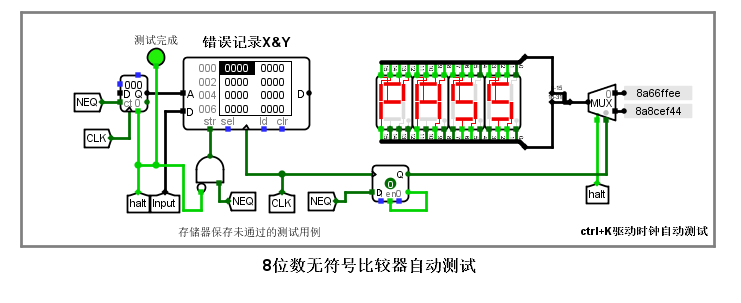 测试完成
错误记录X&Y
000 0000 0000
002 0000 0000
004 0000 0000
006 0000 0000
A
D
D
str sel ld clr
000
D Q
ct 0
NEQ
CLK
halt
Input
NEQ
CLK
NEQ
Q
D
0
en
MUX
0
8a66ffee
8a8cef44
halt
存储器保存未通过的测试用例
ctrl+K驱动时钟自动测试
8位数无符号比较器自动测试